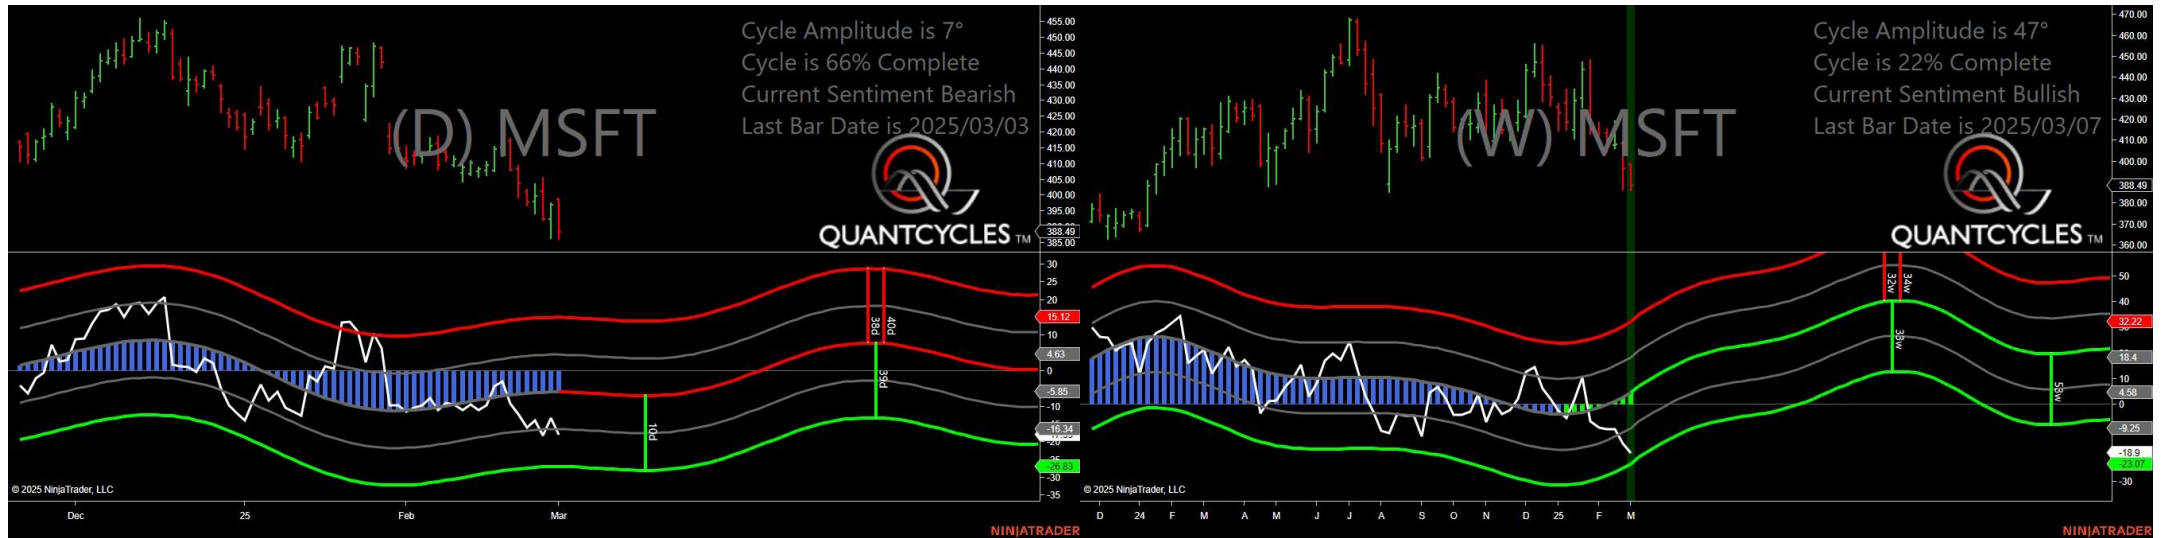 Cycle Amplitude is 7°
Cycle is 66% Complete
Current Sentiment Bearish
Last Bar Date is 2025/03/03
(D) MSFT
QUANTCYCLES TM
455.00
450.00
445.00
440.00
435.00
430.00
425.00
420.00
415.00
410.00
405.00
400.00
395.00
388.49
385.00
30
25
20
15.12
10
4.63
0
-5.85
-10
-16.34
-20
-26.83
-30
-35
38d
40d
39d
10d
© 2025 NinjaTrader, LLC
Dec
25
Feb
Mar
NINJATRADER
Cycle Amplitude is 47°
Cycle is 22% Complete
Current Sentiment Bullish
Last Bar Date is 2025/03/07
(W) MSFT
QUANTCYCLES TM
470.00
460.00
450.00
440.00
430.00
420.00
410.00
400.00
388.49
380.00
370.00
360.00
50
40
32.22
18.4
10
4.58
0
-9.25
-18.9
-23.07
-30
32w
34w
33w
53w
© 2025 NinjaTrader, LLC
D 24 F M A M J J A S O N D 25 F M
NINJATRADER